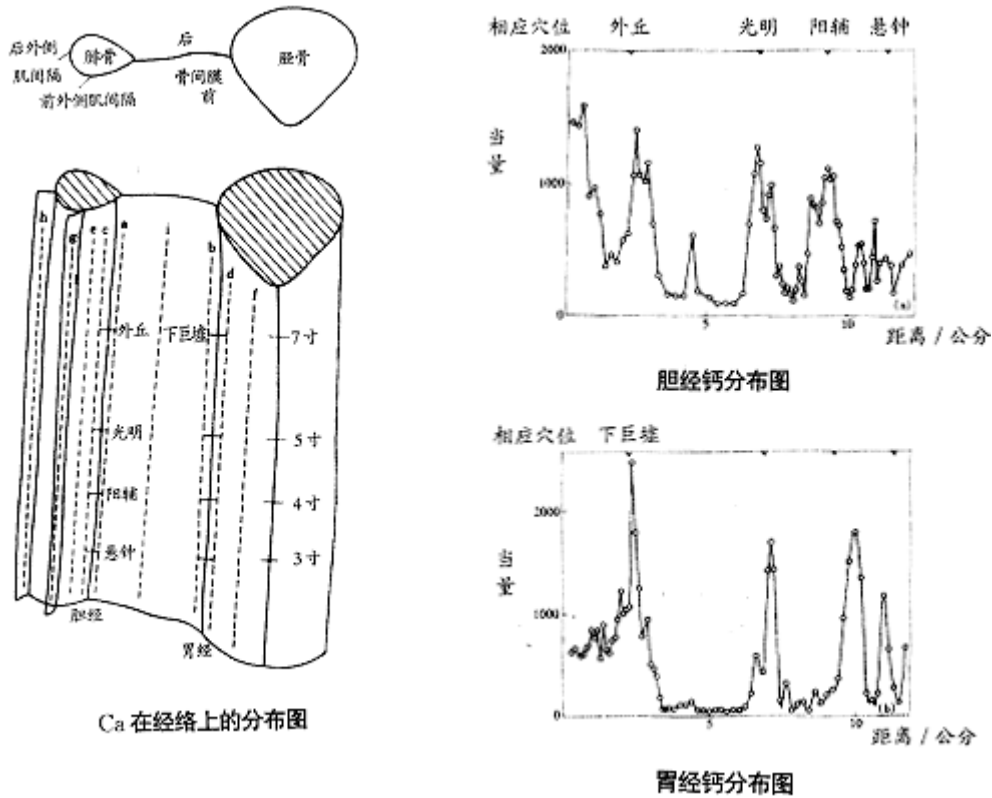 后外侧
肌间隔
腓骨
后
骨间膜
前
胫骨
前外侧肌间隔
h
g
e
c
a
i
b
d
f
外丘
下巨墟
7寸
光明
5寸
阳辅
4寸
悬钟
3寸
胆经
胃经
Ca 在经络上的分布图
相应穴位 外丘 光明 阳辅 悬钟
2000
当
量
1000
0
5
10
(a)
距离 / 公分
胆经钙分布图
相应穴位 下巨墟
2000
当
量
1000
0
5
10
(b)
距离 / 公分
胃经钙分布图